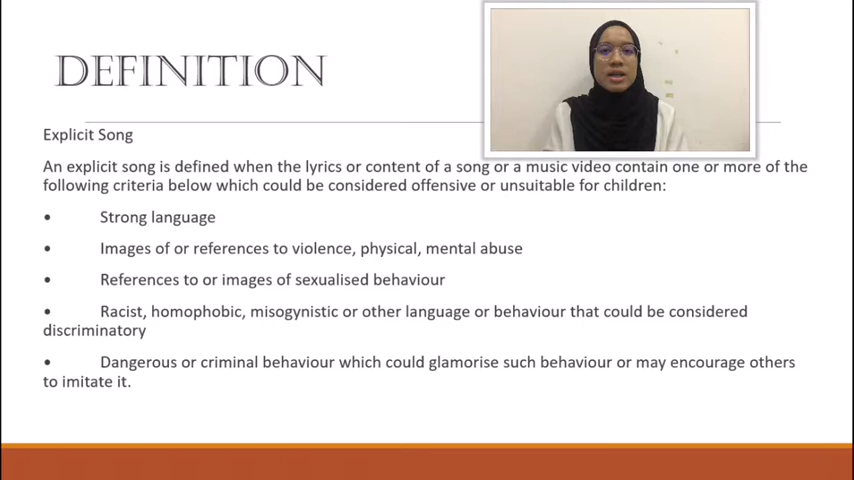 DEFINITION
Explicit Song
An explicit song is defined when the lyrics or content of a song or a music video contain one or more of the
following criteria below which could be considered offensive or unsuitable for children:
• Strong language
• Images of or references to violence, physical, mental abuse
• References to or images of sexualised behaviour
• Racist, homophobic, misogynistic or other language or behaviour that could be considered
discriminatory
• Dangerous or criminal behaviour which could glamorise such behaviour or may encourage others
to imitate it.